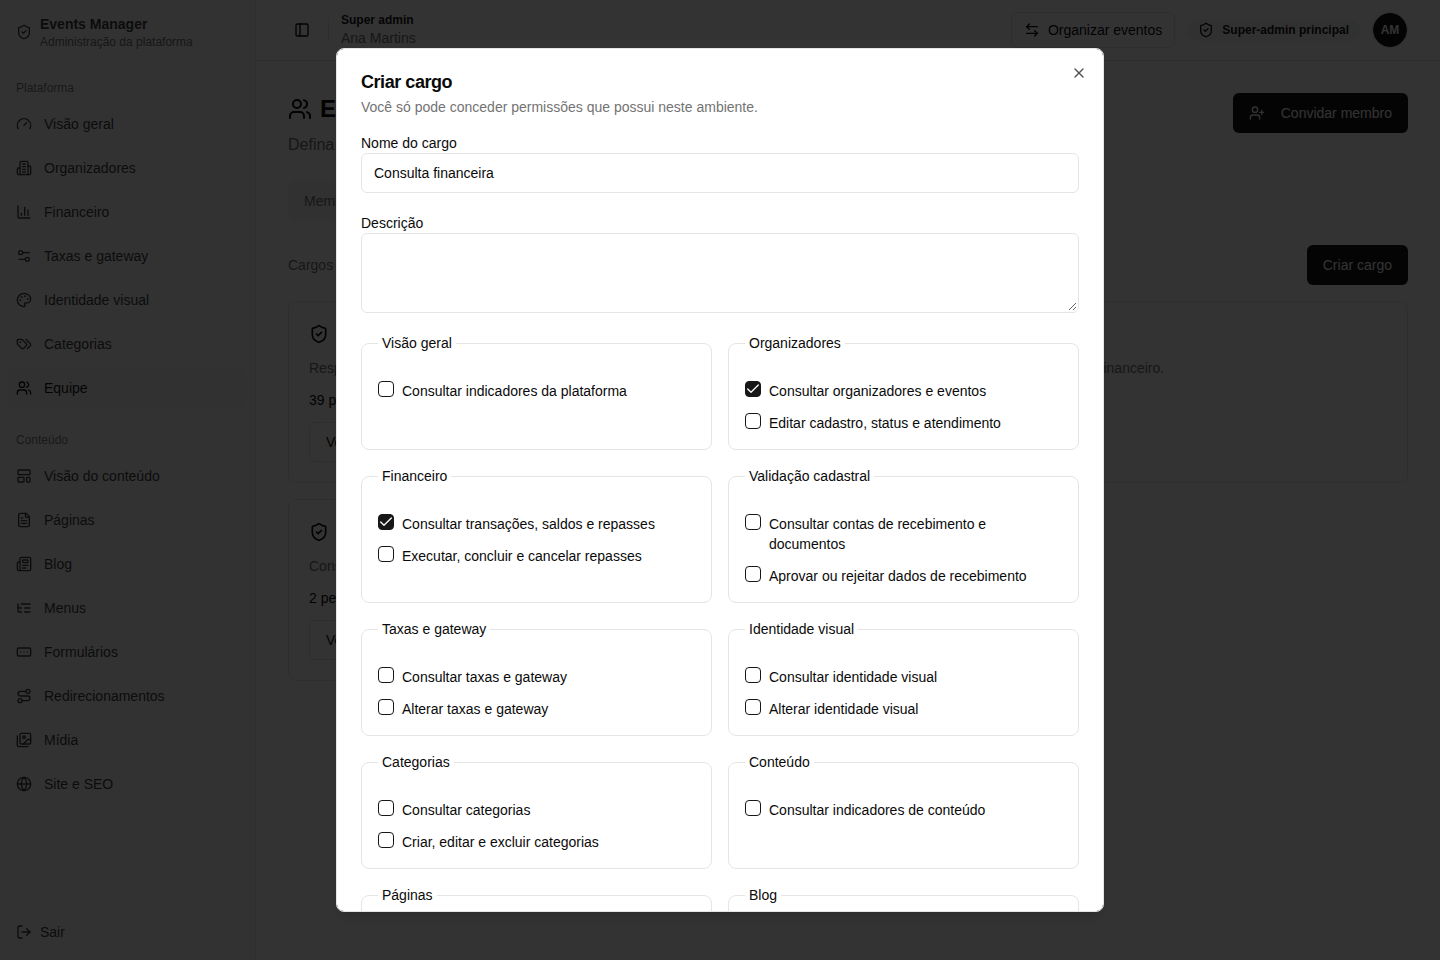 Events Manager
Administração da plataforma
Super admin
Ana Martins
Organizar eventos
Super-admin principal
AM
Plataforma
Visão geral
Organizadores
Financeiro
Taxas e gateway
Identidade visual
Categorias
Equipe
Conteúdo
Visão do conteúdo
Páginas
Blog
Menus
Formulários
Redirecionamentos
Mídia
Site e SEO
Sair
Convidar membro
Defina
Cargos
Criar cargo
inanceiro.
39 p
2 pe
Criar cargo
Você só pode conceder permissões que possui neste ambiente.
Nome do cargo
Consulta financeira
Descrição
Visão geral
Consultar indicadores da plataforma
Organizadores
Consultar organizadores e eventos
Editar cadastro, status e atendimento
Financeiro
Consultar transações, saldos e repasses
Executar, concluir e cancelar repasses
Validação cadastral
Consultar contas de recebimento e
documentos
Aprovar ou rejeitar dados de recebimento
Taxas e gateway
Consultar taxas e gateway
Alterar taxas e gateway
Identidade visual
Consultar identidade visual
Alterar identidade visual
Categorias
Consultar categorias
Criar, editar e excluir categorias
Conteúdo
Consultar indicadores de conteúdo
Páginas
Blog